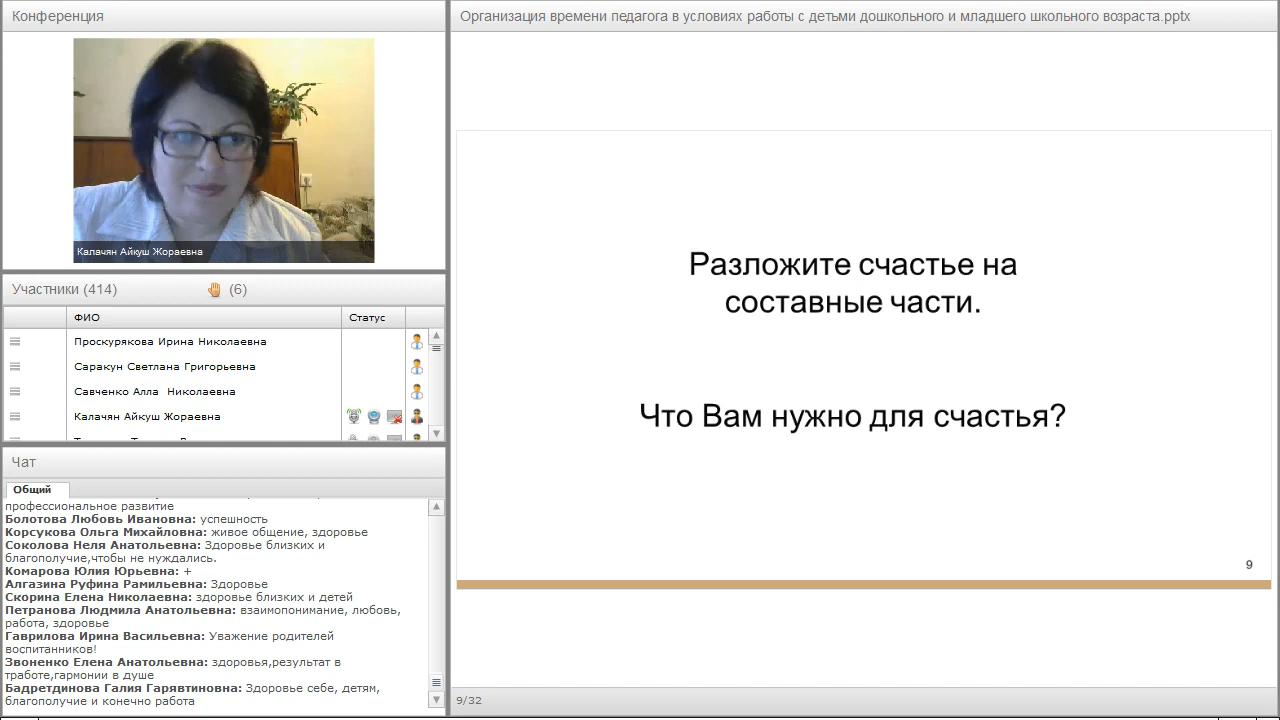 Конференция
Калачян Айкуш Жораевна
Участники (414) (6)
ФИО Статус
Проскурякова Ирина Николаевна
Саракун Светлана Григорьевна
Савченко Алла Николаевна
Калачян Айкуш Жораевна
Чат
Общий
профессиональное развитие
Болотова Любовь Ивановна: успешность
Корсукова Ольга Михайловна: живое общение, здоровье
Соколова Неля Анатольевна: Здоровье близких и
благополучие,чтобы не нуждались.
Комарова Юлия Юрьевна: +
Алгазина Руфина Рамильевна: Здоровье
Скорина Елена Николаевна: здоровье близких и детей
Петранова Людмила Анатольевна: взаимопонимание, любовь,
работа, здоровье
Гаврилова Ирина Васильевна: Уважение родителей
воспитанников!
Звоненко Елена Анатольевна: здоровья,результат в
трaботе,гармонии в душе
Бадретдинова Галия Гарявтиновна: Здоровье себе, детям,
благополучие и конечно работа
Организация времени педагога в условиях работы с детьми дошкольного и младшего школьного возраста.pptx
Разложите счастье на
составные части.
Что Вам нужно для счастья?
9
9/32